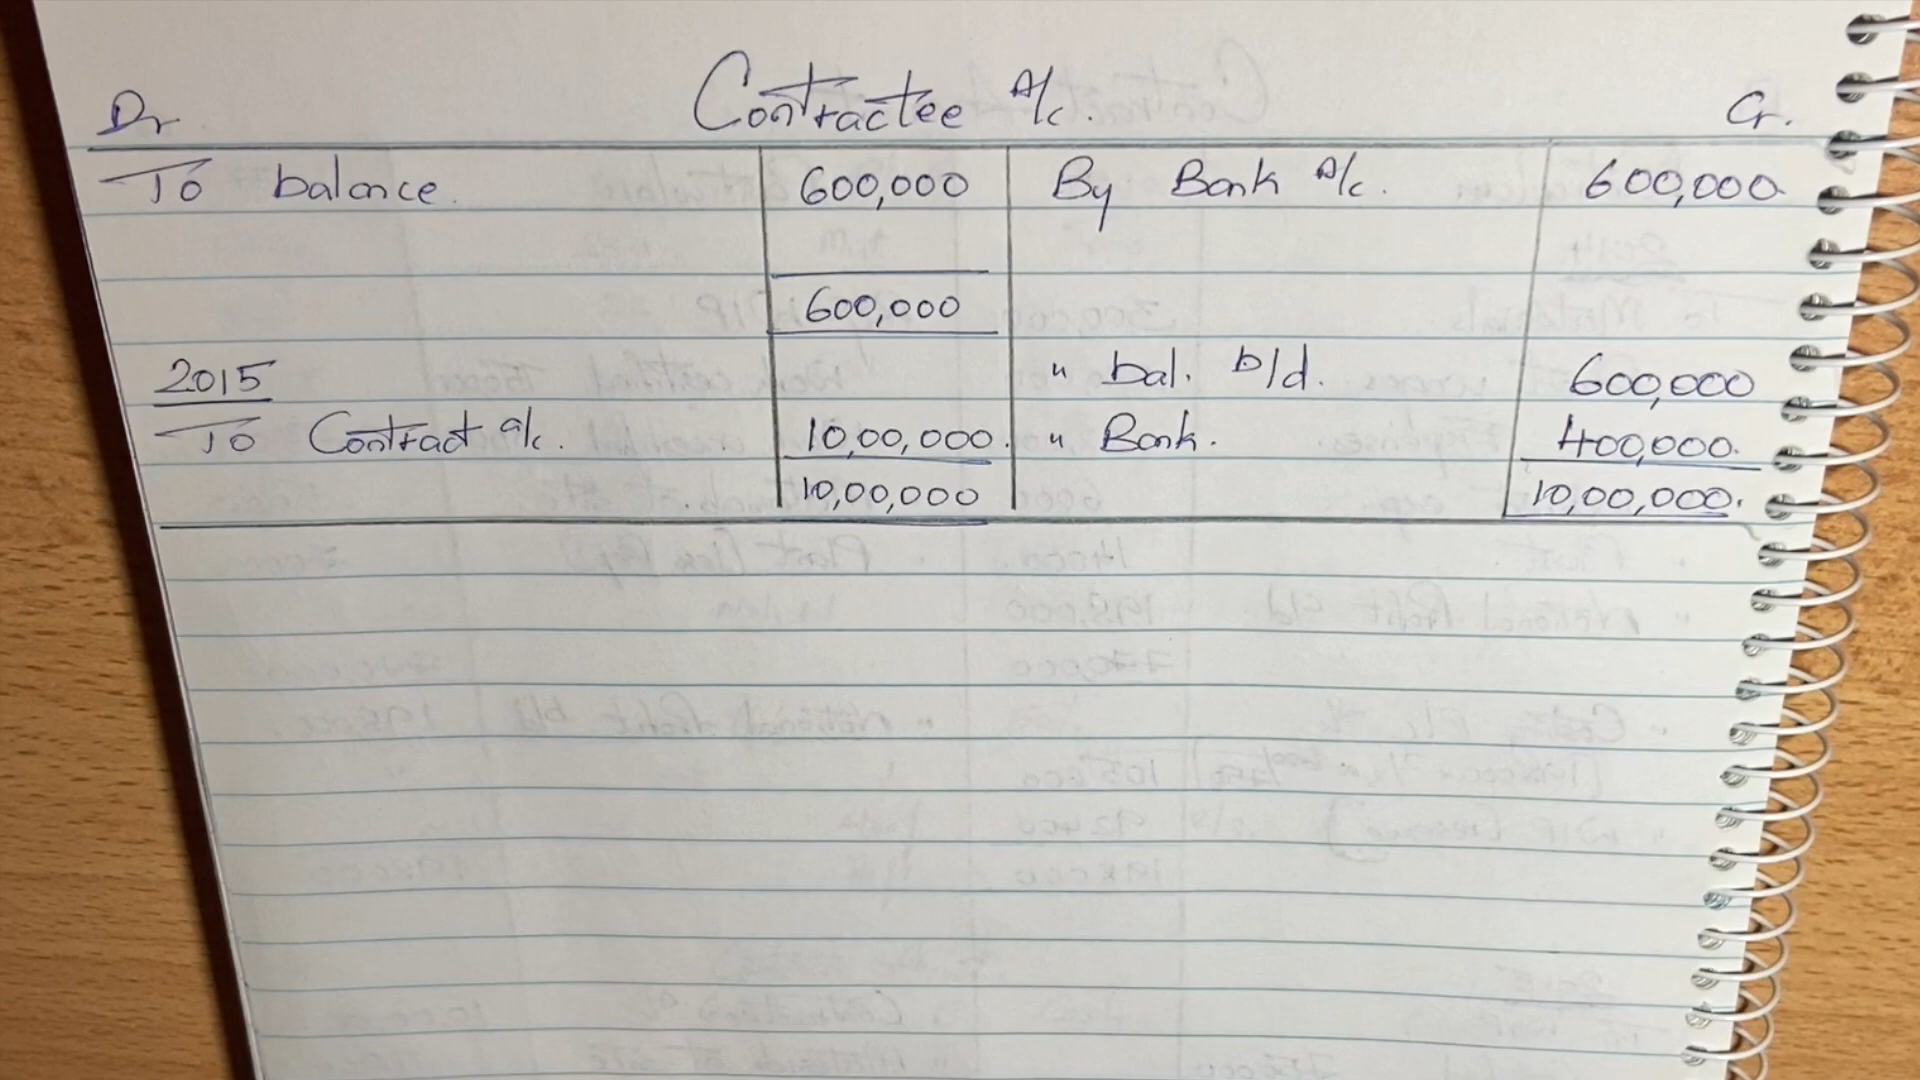 Contractee A/c.
Dr Cr.
To balance. 600,000 By Bank A/c. 600,000.
600,000
2015 " bal. b/d. 600,000
To Contract a/c. 10,00,000. " Bank. 400,000.
10,00,000 10,00,000.